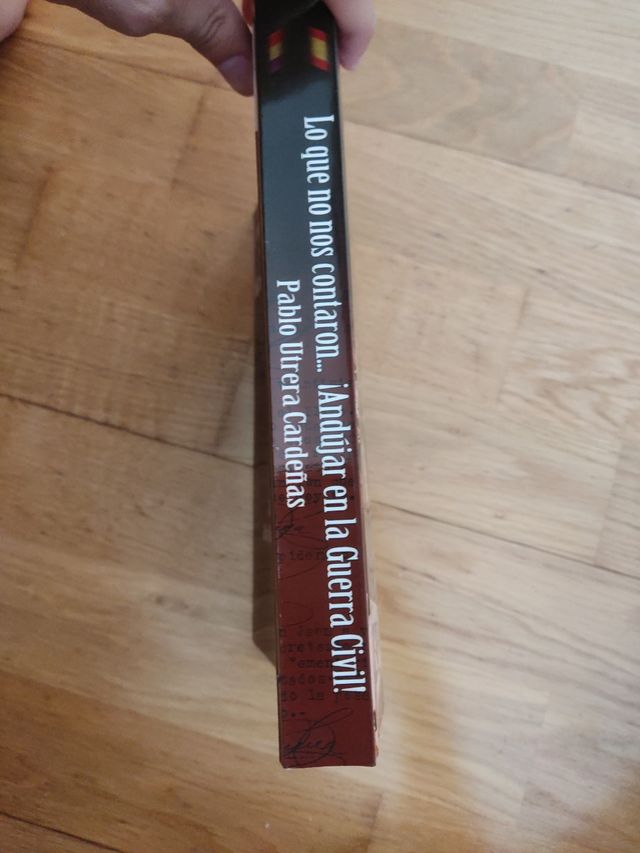 Lo que no nos contaron... ¡Andújar en la Guerra Civil!
Pablo Utrera Cardeñas